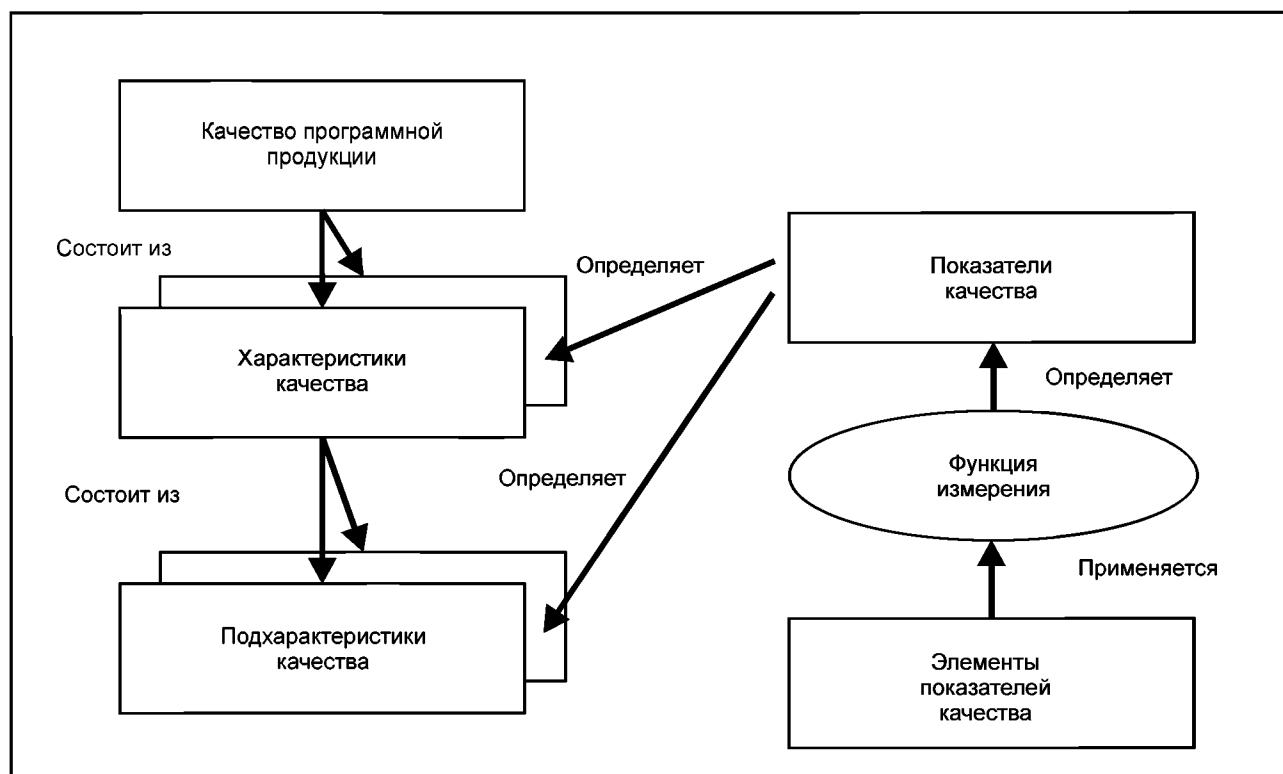 Качество программной
продукции
Состоит из
Определяет
Показатели
качества
Характеристики
качества
Определяет
Состоит из
Определяет
Функция
измерения
Применяется
Подхарактеристики
качества
Элементы
показателей
качества